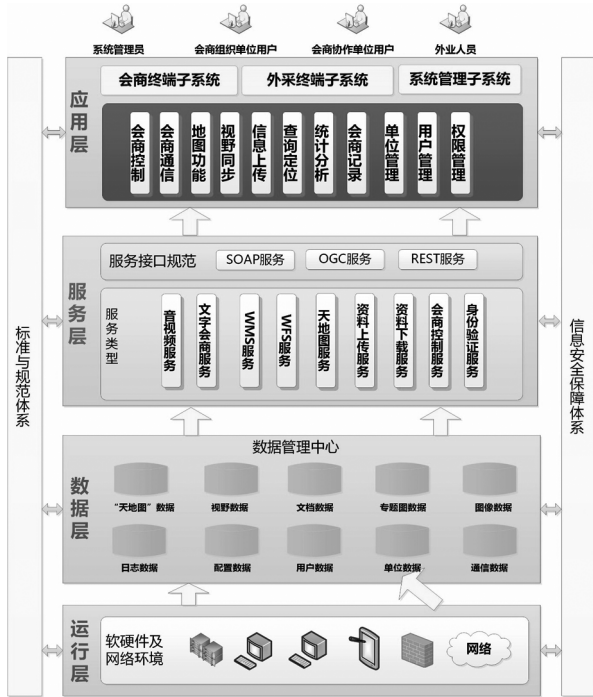 系统管理员
会商组织单位用户
会商协作单位用户
外业人员
标准与规范体系
信息安全保障体系
应用层
会商终端子系统
外采终端子系统
系统管理子系统
会商控制
会商通信
地图功能
视野同步
信息上传
查询定位
统计分析
会商记录
单位管理
用户管理
权限管理
服务层
服务接口规范
SOAP服务
OGC服务
REST服务
服务类型
音视频服务
文字会商服务
WMS服务
WFS服务
天地图服务
资料上传服务
资料下载服务
会商控制服务
身份验证服务
数据层
数据管理中心
“天地图”数据
视野数据
文档数据
专题图数据
图像数据
日志数据
配置数据
用户数据
单位数据
通信数据
运行层
软硬件及
网络环境
网络